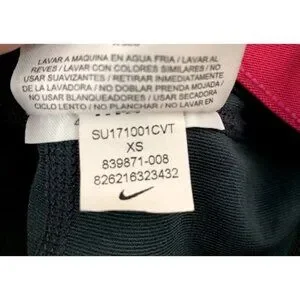 LAVAR A MAQUINA EN AGUA FRIA / LAVAR AL
REVES / LAVAR CON COLORES SIMILARES / NO
USAR SUAVIZANTES / RETIRAR INMEDIATAMENTE
DE LA LAVADORA / NO DOBLAR PRENDA MOJADA /
NO USAR BLANQUEADORES / USAR SECADORA EN
CICLO LENTO / NO PLANCHAR / NO LAVAR EN
SU171001CVT
XS
839871-008
826216323432